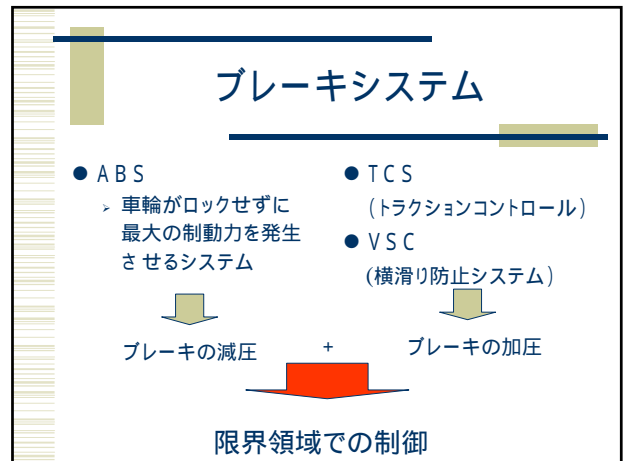 ブレーキシステム
● ABS
➢ 車輪がロックせずに
最大の制動力を発生
させるシステム
● TCS
(トラクションコントロール)
● VSC
(横滑り防止システム)
ブレーキの減圧
+
ブレーキの加圧
限界領域での制御